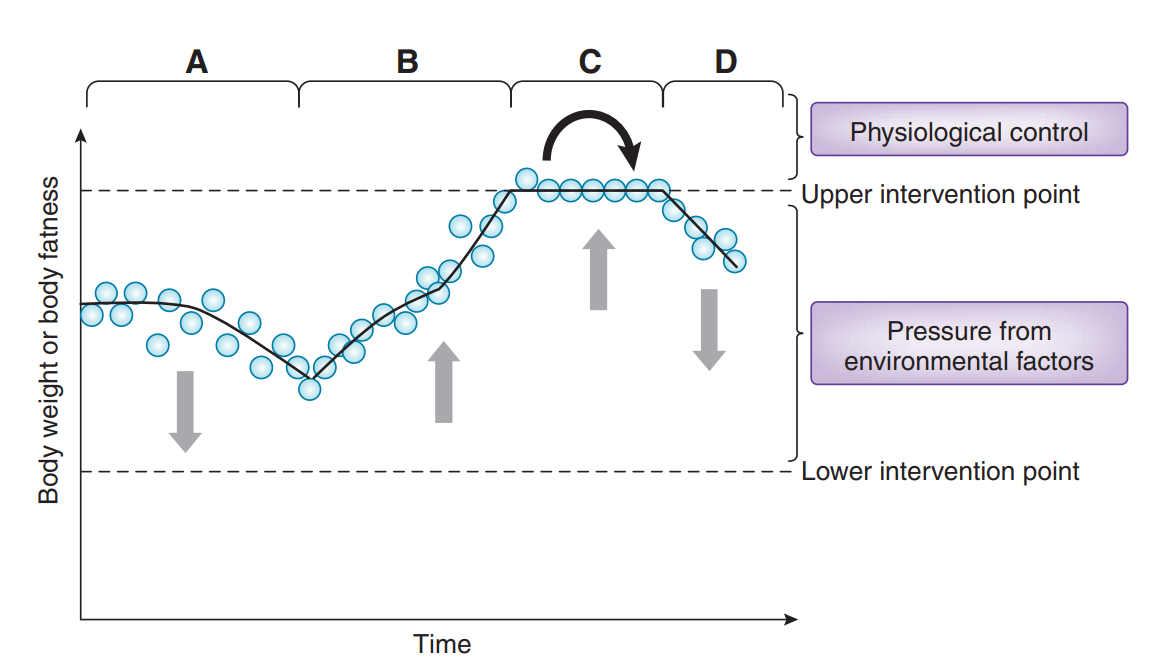 A
B
C
D
Physiological control
Upper intervention point
Pressure from
environmental factors
Lower intervention point
Body weight or body fatness
Time